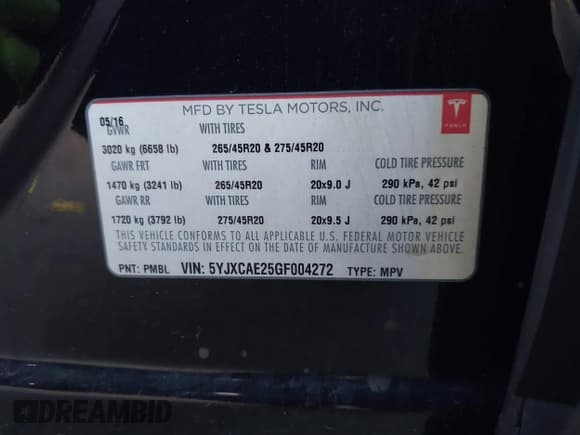 MFD BY TESLA MOTORS, INC.
TESLA
05/16
GVWR WITH TIRES
3020 kg (6658 lb) 265/45R20 & 275/45R20
GAWR FRT WITH TIRES RIM COLD TIRE PRESSURE
1470 kg (3241 lb) 265/45R20 20x9.0 J 290 kPa, 42 psi
GAWR RR WITH TIRES RIM COLD TIRE PRESSURE
1720 kg (3792 lb) 275/45R20 20x9.5 J 290 kPa, 42 psi
THIS VEHICLE CONFORMS TO ALL APPLICABLE U.S. FEDERAL MOTOR VEHICLE
SAFETY STANDARDS IN EFFECT ON THE DATE OF MANUFACTURE SHOWN ABOVE.
PNT: PMBL VIN: 5YJXCAE25GF004272 TYPE: MPV
DREAMBID